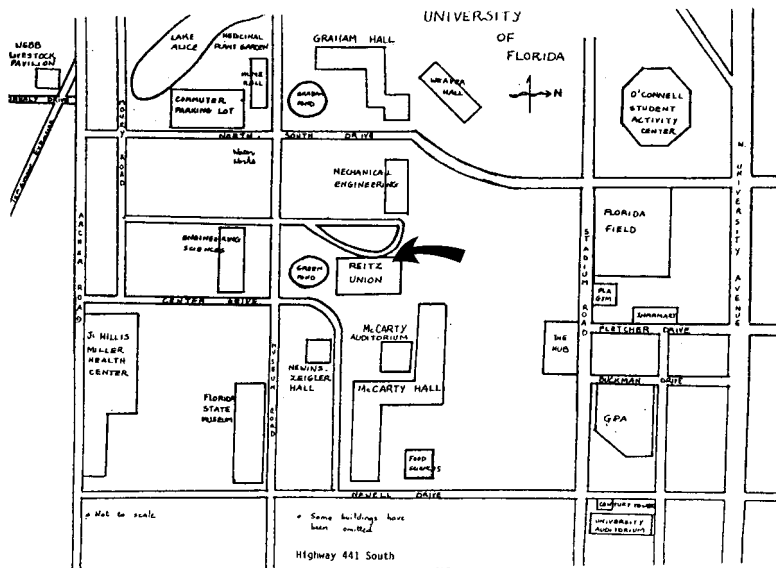 UNIVERSITY
OF
FLORIDA
N
WEBB
LIVESTOCK
PAVILION
LAKE
ALICE
MEDICINAL
PLANT GARDEN
GRAHAM HALL
COMMUTER
PARKING LOT
GRAHAM
POND
WEAVER
HALL
O'CONNELL
STUDENT
ACTIVITY
CENTER
NORTH SOUTH DRIVE
MOWRY ROAD
ARCHER ROAD
MECHANICAL
ENGINEERING
FLORIDA
FIELD
N. UNIVERSITY AVENUE
STADIUM ROAD
ENGINEERING
SCIENCES
GREEN
POND
REITZ
UNION
CENTER DRIVE
FLA
GYM
INFIRMARY
FLETCHER DRIVE
J. HILLIS
MILLER
HEALTH
CENTER
NEWINS-
ZEIGLER
HALL
McCARTY
AUDITORIUM
McCARTY HALL
THE
HUB
BUCKMAN DRIVE
MUSEUM ROAD
FLORIDA
STATE
MUSEUM
GPA
FOOD
SCIENCES
NEWELL DRIVE
CENTURY TOWER
UNIVERSITY
AUDITORIUM
* Not to scale
* Some buildings have
been omitted
Highway 441 South